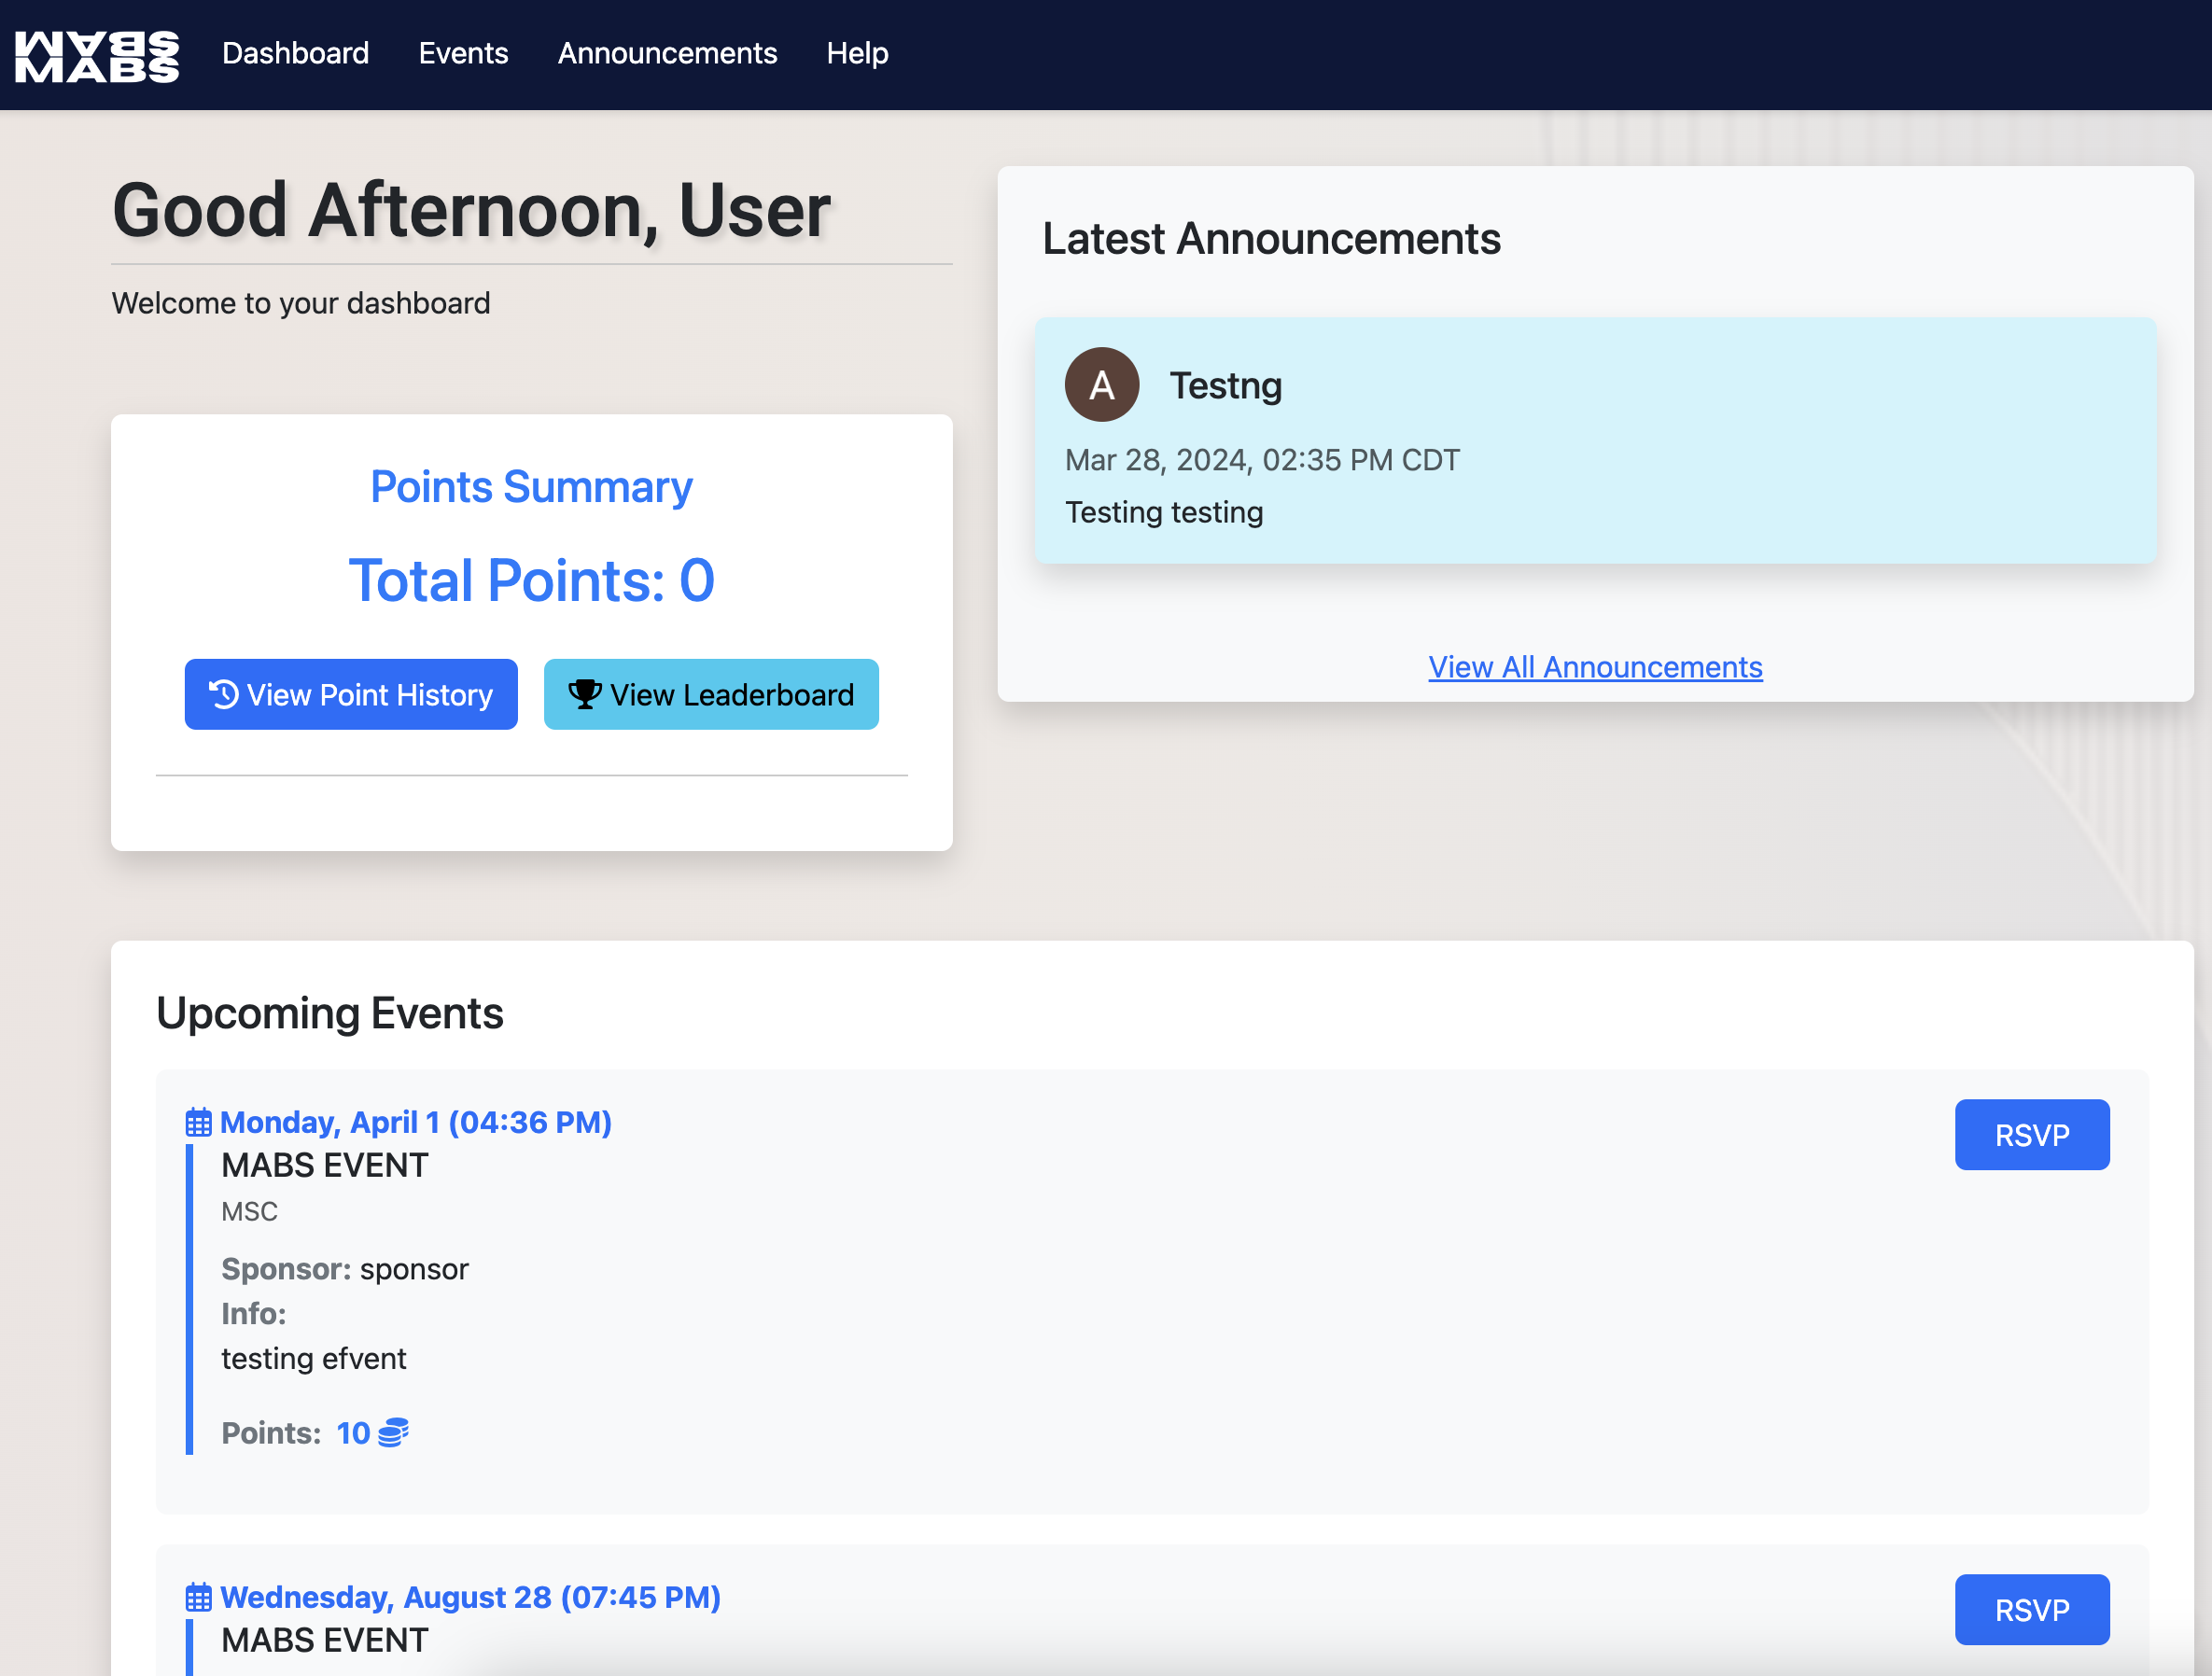 MABS
MABS
Dashboard Events Announcements Help
Good Afternoon, User
Welcome to your dashboard
Points Summary
Total Points: 0
View Point History View Leaderboard
Latest Announcements
A Testng
Mar 28, 2024, 02:35 PM CDT
Testing testing
View All Announcements
Upcoming Events
Monday, April 1 (04:36 PM)
RSVP
MABS EVENT
MSC
Sponsor: sponsor
Info:
testing efvent
Points: 10
Wednesday, August 28 (07:45 PM)
RSVP
MABS EVENT